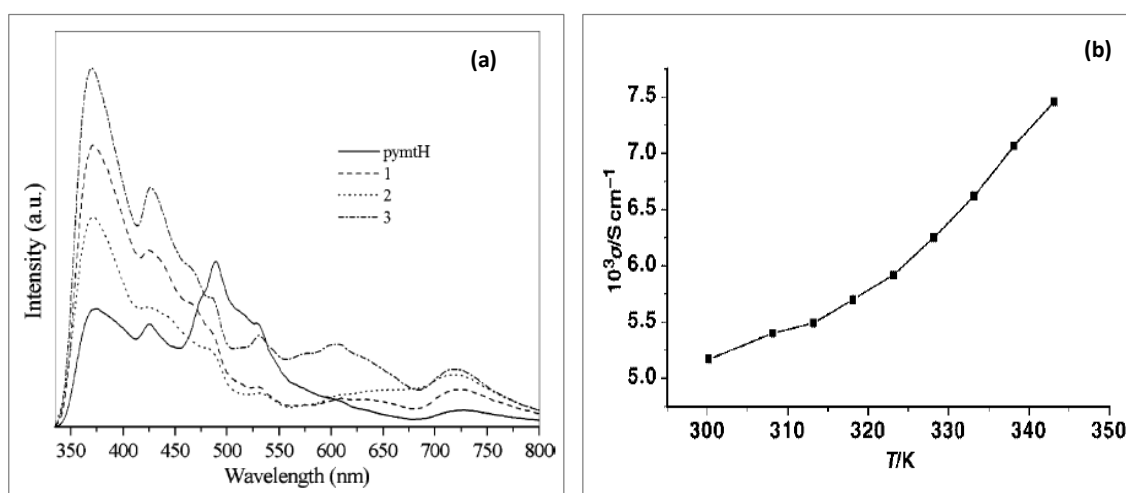 (a)
pymtH
1
2
3
Intensity (a.u.)
350 400 450 500 550 600 650 700 750 800
Wavelength (nm)
(b)
10³σ/S cm⁻¹
7.5
7.0
6.5
6.0
5.5
5.0
300 310 320 330 340 350
T/K